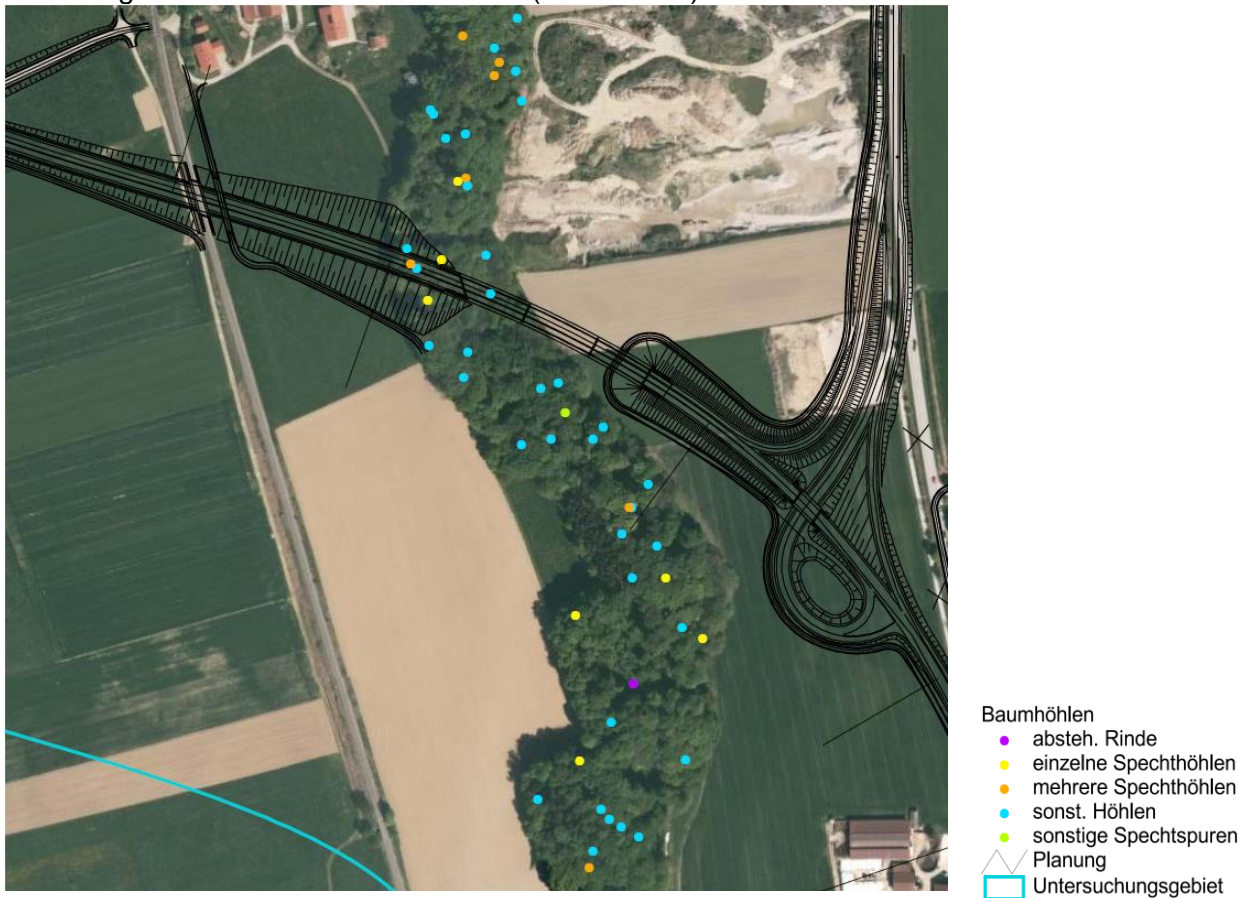 Baumhöhlen
absteh. Rinde
einzelne Spechthöhlen
mehrere Spechthöhlen
sonst. Höhlen
sonstige Spechtspuren
Planung
Untersuchungsgebiet